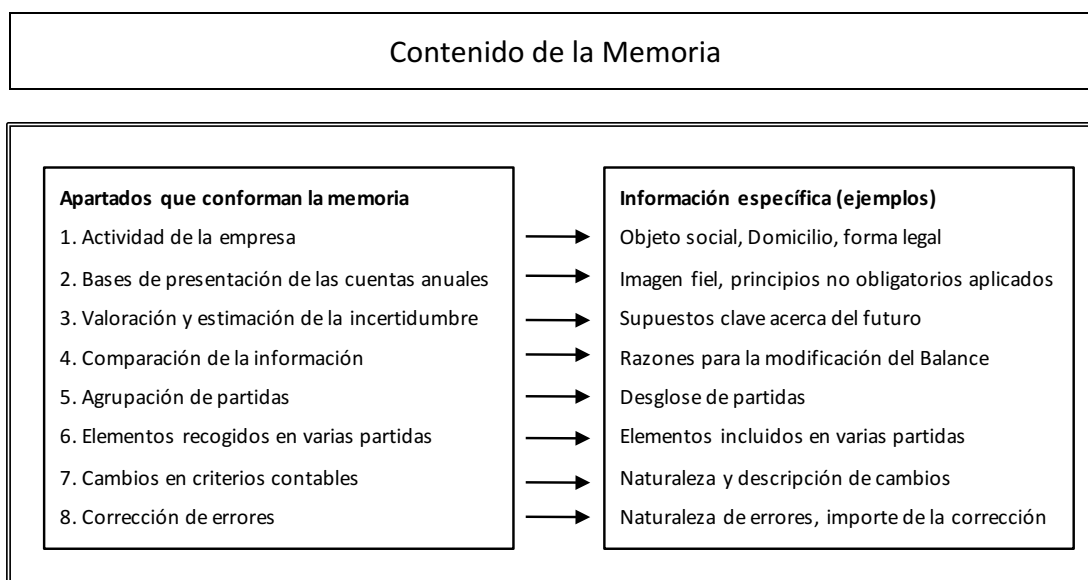 Contenido de la Memoria
Apartados que conforman la memoria
1. Actividad de la empresa
2. Bases de presentación de las cuentas anuales
3. Valoración y estimación de la incertidumbre
4. Comparación de la información
5. Agrupación de partidas
6. Elementos recogidos en varias partidas
7. Cambios en criterios contables
8. Corrección de errores
Información específica (ejemplos)
Objeto social, Domicilio, forma legal
Imagen fiel, principios no obligatorios aplicados
Supuestos clave acerca del futuro
Razones para la modificación del Balance
Desglose de partidas
Elementos incluidos en varias partidas
Naturaleza y descripción de cambios
Naturaleza de errores, importe de la corrección